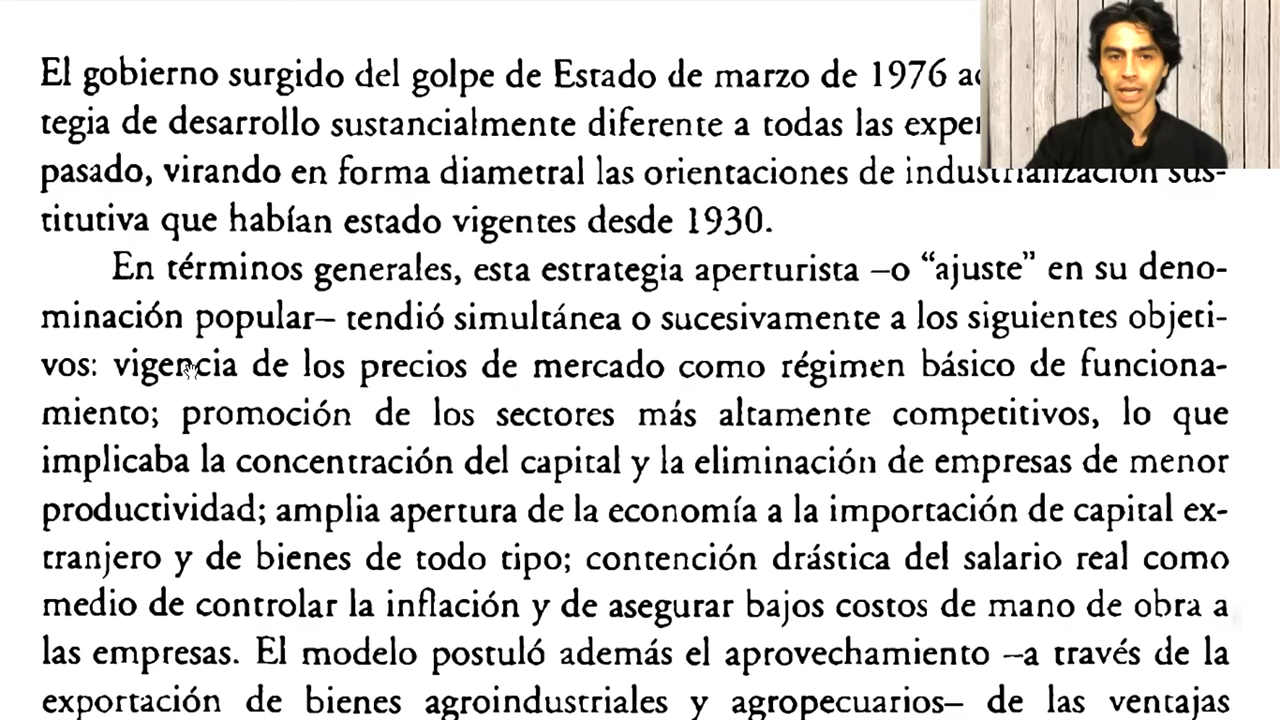 El gobierno surgido del golpe de Estado de marzo de 1976
tegia de desarrollo sustancialmente diferente a todas las
pasado, virando en forma diametral las orientaciones de industrialización sus-
titutiva que habían estado vigentes desde 1930.
En términos generales, esta estrategia aperturista –o “ajuste” en su deno-
minación popular– tendió simultánea o sucesivamente a los siguientes objeti-
vos: vigencia de los precios de mercado como régimen básico de funciona-
miento; promoción de los sectores más altamente competitivos, lo que
implicaba la concentración del capital y la eliminación de empresas de menor
productividad; amplia apertura de la economía a la importación de capital ex-
tranjero y de bienes de todo tipo; contención drástica del salario real como
medio de controlar la inflación y de asegurar bajos costos de mano de obra a
las empresas. El modelo postuló además el aprovechamiento –a través de la
exportación de bienes agroindustriales y agropecuarios– de las ventajas